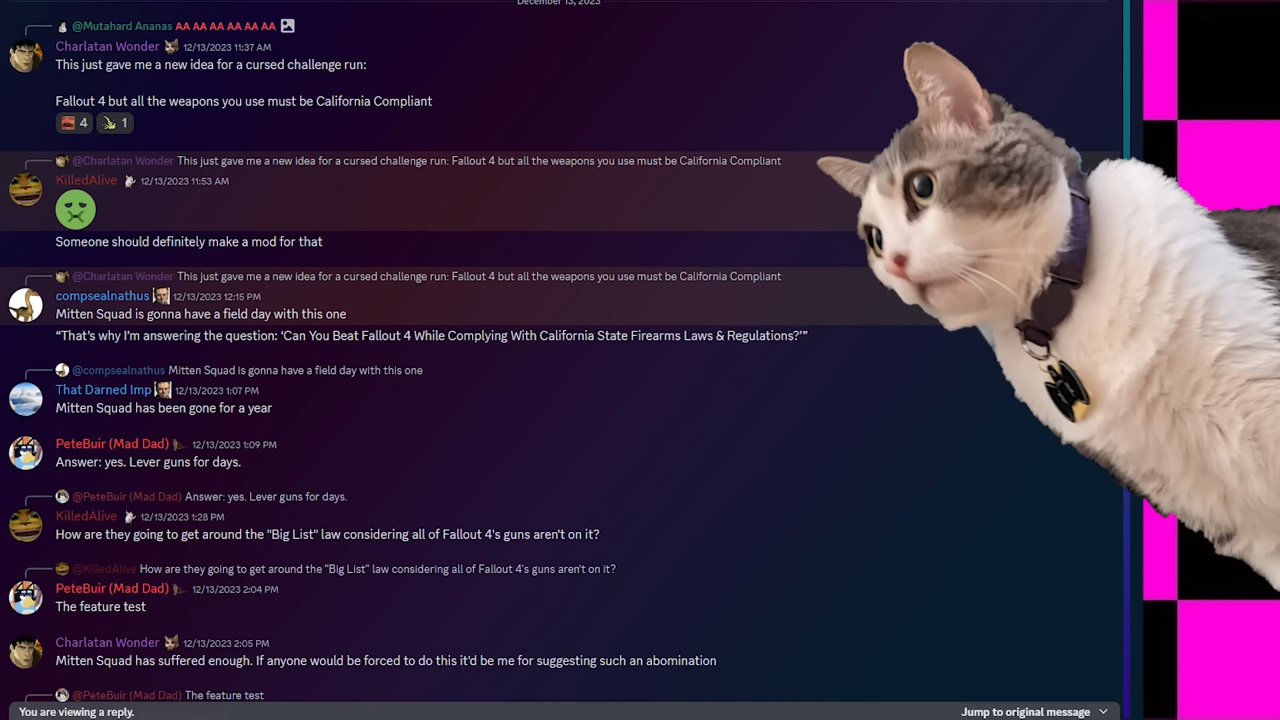 December 13, 2023
@Mutahard Ananas AA AA AA AA AA AA
Charlatan Wonder 12/13/2023 11:37 AM
This just gave me a new idea for a cursed challenge run:
Fallout 4 but all the weapons you use must be California Compliant
4 1
@Charlatan Wonder This just gave me a new idea for a cursed challenge run: Fallout 4 but all the weapons you use must be California Compliant
KilledAlive 12/13/2023 11:53 AM
Someone should definitely make a mod for that
@Charlatan Wonder This just gave me a new idea for a cursed challenge run: Fallout 4 but all the weapons you use must be California Compliant
compsealnathus 12/13/2023 12:15 PM
Mitten Squad is gonna have a field day with this one
“That’s why I’m answering the question: ‘Can You Beat Fallout 4 While Complying With California State Firearms Laws & Regulations?’”
@compsealnathus Mitten Squad is gonna have a field day with this one
That Darned Imp 12/13/2023 1:07 PM
Mitten Squad has been gone for a year
PeteBuir (Mad Dad) 12/13/2023 1:09 PM
Answer: yes. Lever guns for days.
@PeteBuir (Mad Dad) Answer: yes. Lever guns for days.
KilledAlive 12/13/2023 1:28 PM
How are they going to get around the "Big List" law considering all of Fallout 4's guns aren't on it?
@KilledAlive How are they going to get around the "Big List" law considering all of Fallout 4's guns aren't on it?
PeteBuir (Mad Dad) 12/13/2023 2:04 PM
The feature test
Charlatan Wonder 12/13/2023 2:05 PM
Mitten Squad has suffered enough. If anyone would be forced to do this it'd be me for suggesting such an abomination
@PeteBuir (Mad Dad) The feature test
You are viewing a reply. Jump to original message